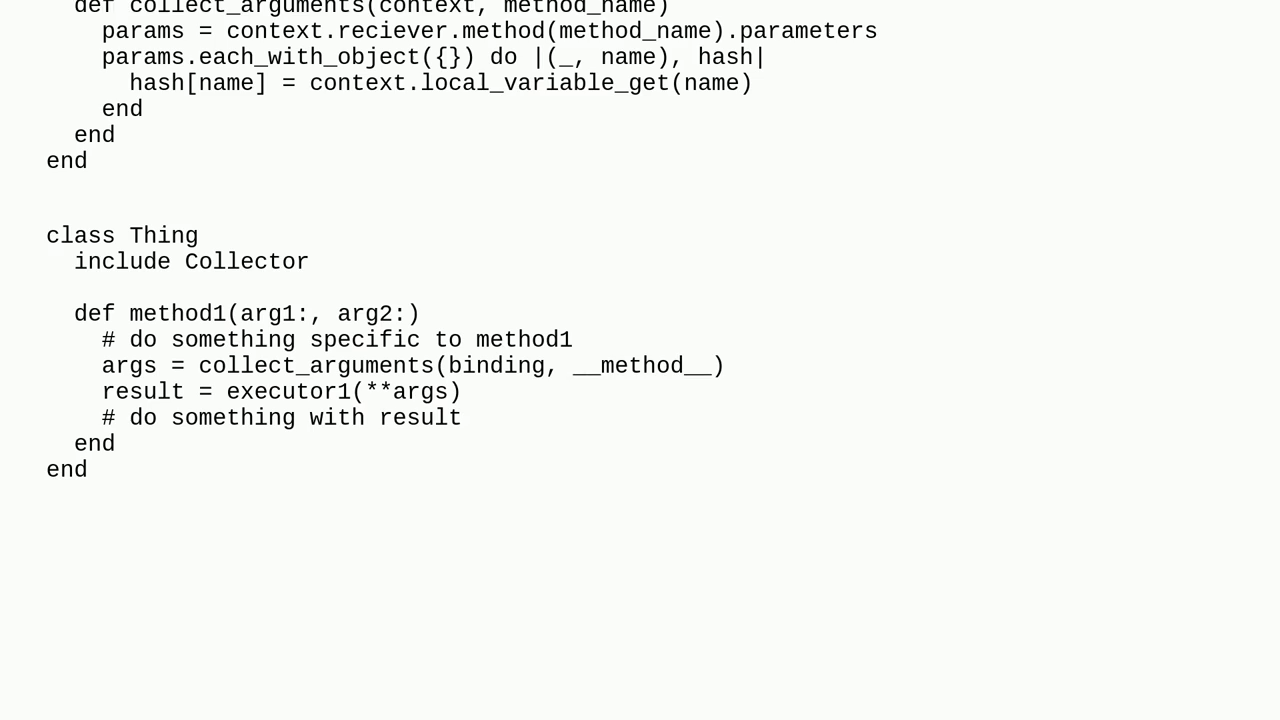 def collect_arguments(context, method_name)
params = context.reciever.method(method_name).parameters
params.each_with_object({}) do |(_, name), hash|
hash[name] = context.local_variable_get(name)
end
end
end
class Thing
include Collector
def method1(arg1:, arg2:)
# do something specific to method1
args = collect_arguments(binding, __method__)
result = executor1(**args)
# do something with result
end
end